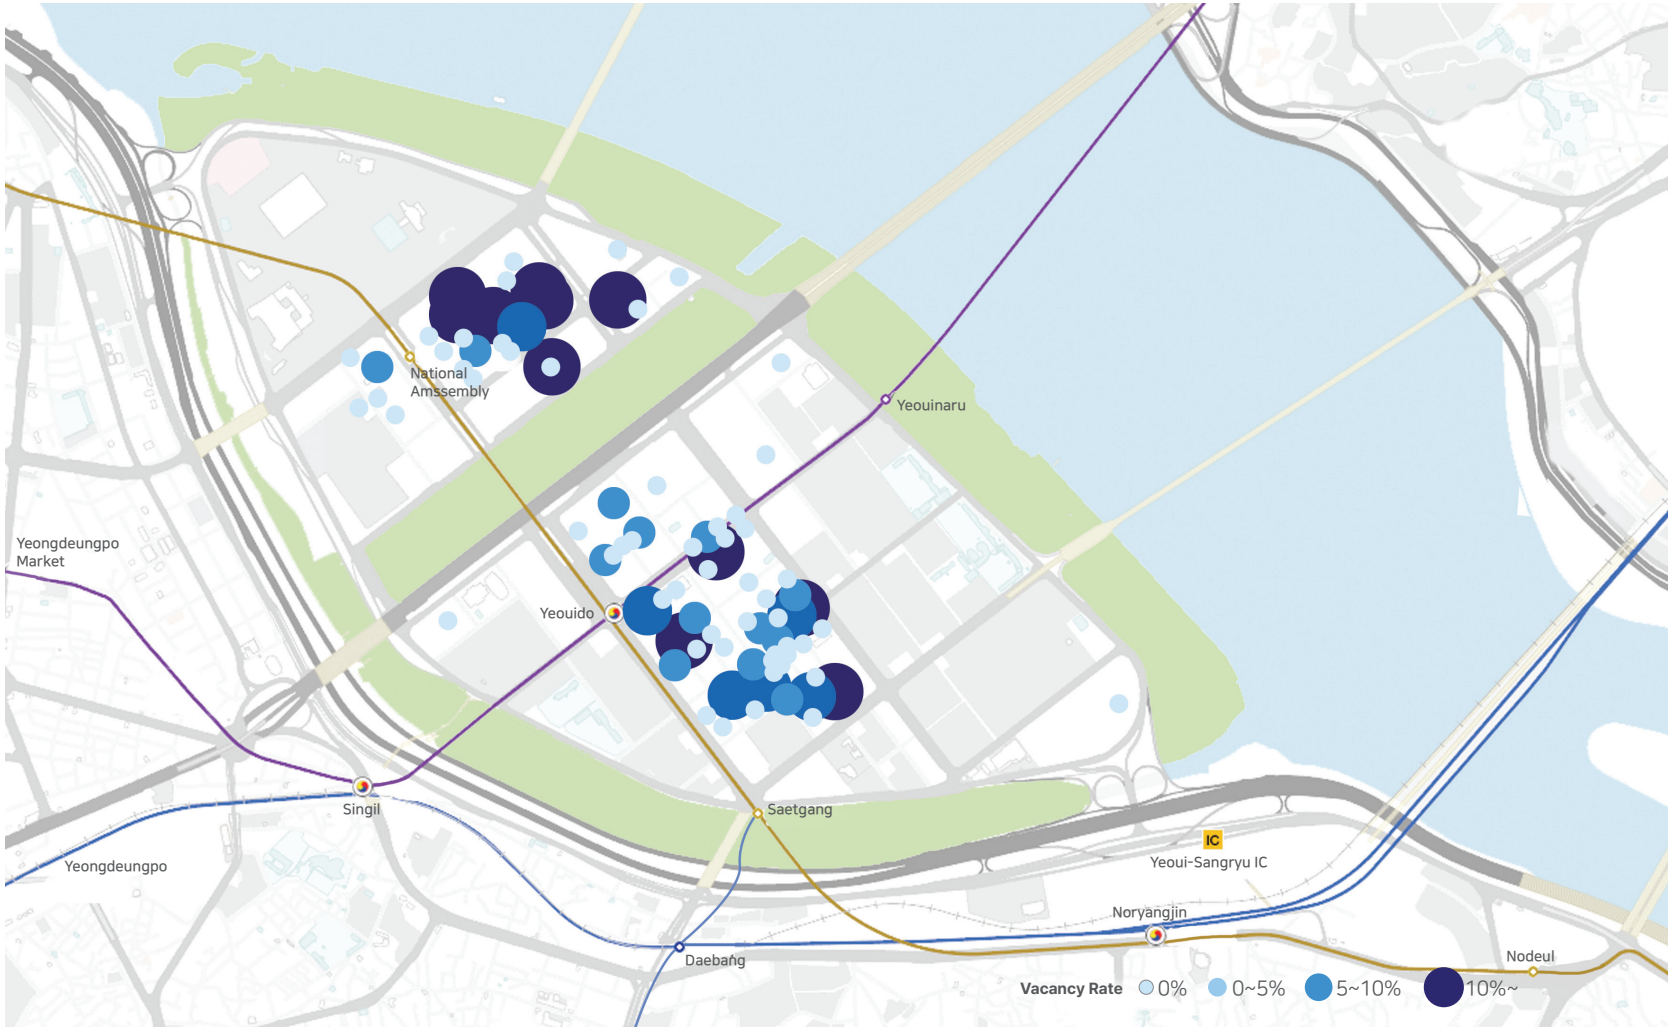 National
Amssembly
Yeouinaru
Yeongdeungpo
Market
Yeouido
Singil
Saetgang
Yeongdeungpo
IC
Yeoui-Sangryu IC
Noryangjin
Daebang
Nodeul
Vacancy Rate 0% 0~5% 5~10% 10%~